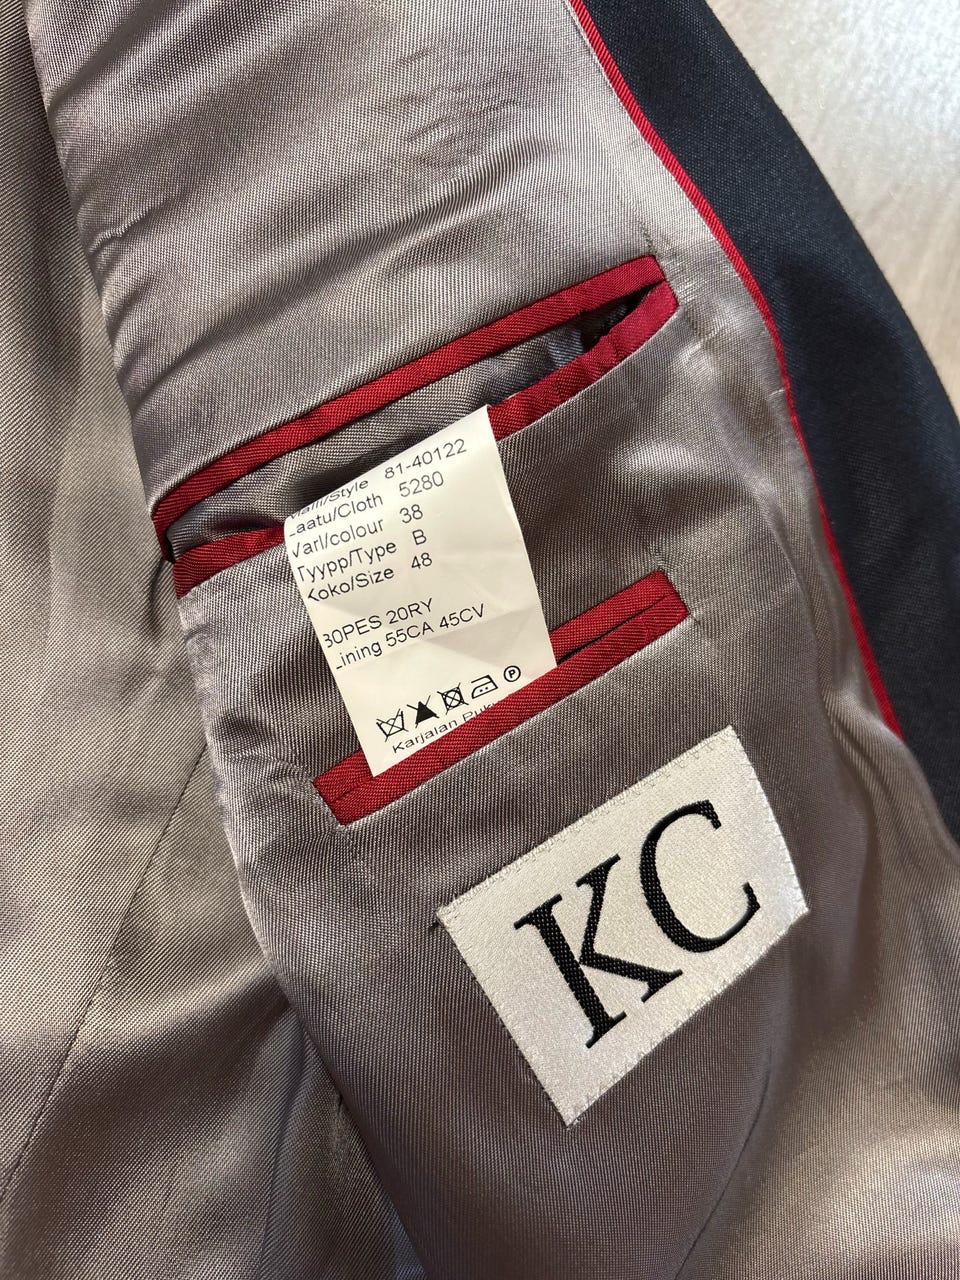 Malli/Style 81-40122
Laatu/Cloth 5280
Väri/colour 38
Tyypp/Type B
Koko/Size 48
80PES 20RY
Lining 55CA 45CV
Karjalan
KC